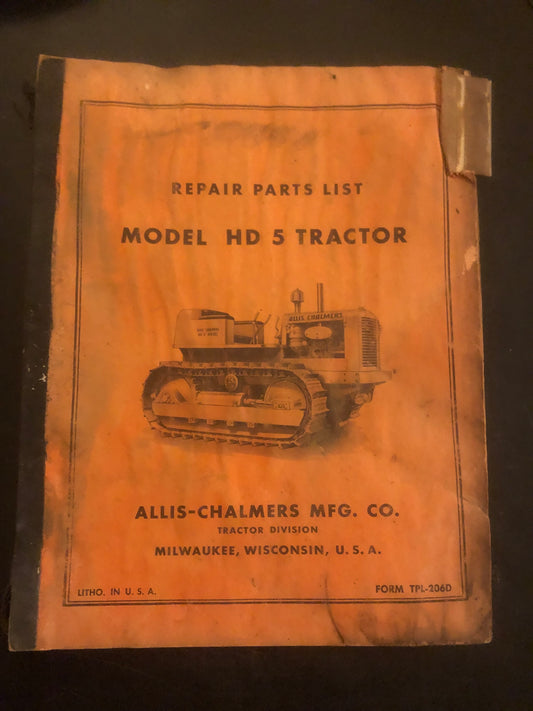 REPAIR PARTS LIST
MODEL HD 5 TRACTOR
ALLIS-CHALMERS
ALLIS-CHALMERS MFG. CO.
TRACTOR DIVISION
MILWAUKEE, WISCONSIN, U. S. A.
LITHO. IN U. S. A.
FORM TPL-206D